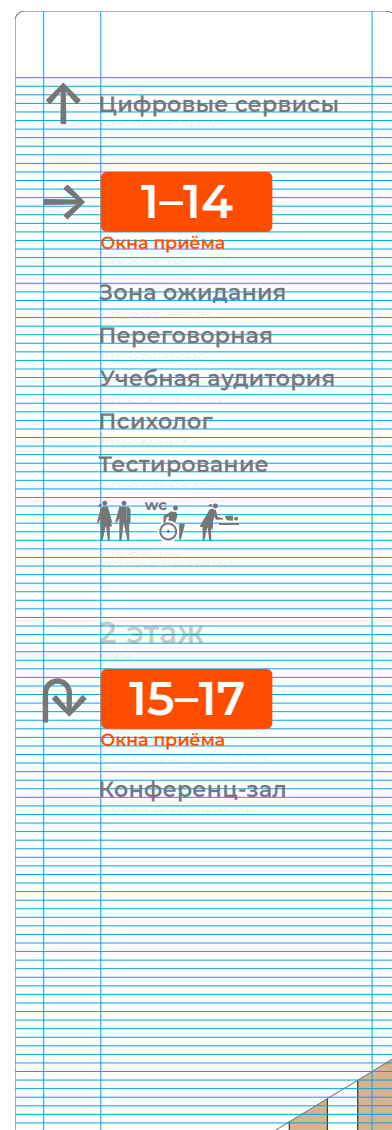 Цифровые сервисы
1–14
Окна приёма
Зона ожидания
Переговорная
Учебная аудитория
Психолог
Тестирование
WC
2 этаж
15–17
Окна приёма
Конференц-зал